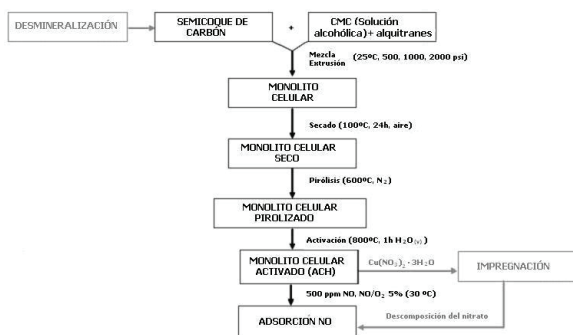 DESMINERALIZACIÓN
SEMICOQUE DE
CARBÓN
+
CMC (Solución
alcohólica)+ alquitranes
Mezcla
Extrusión (25ºC, 500, 1000, 2000 psi)
MONOLITO
CELULAR
Secado (100ºC, 24h, aire)
MONOLITO CELULAR
SECO
Pirólisis (600ºC, N₂)
MONOLITO CELULAR
PIROLIZADO
Activación (800ºC, 1h H₂O(v))
MONOLITO CELULAR
ACTIVADO (ACH)
Cu(NO₃)₂·3H₂O
IMPREGNACIÓN
500 ppm NO, NO/O₂ 5% (30 ºC)
Descomposición del nitrato
ADSORCIÓN NO